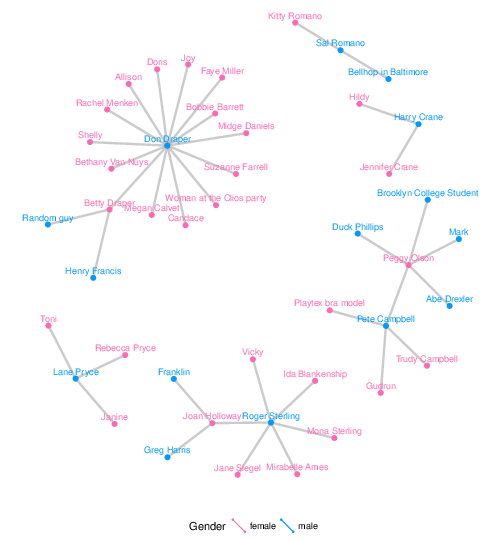 Kitty Romano
Sal Romano
Bellhop in Baltimore
Joy
Doris
Faye Miller
Allison
Rachel Menken
Bobbie Barrett
Hildy
Harry Crane
Midge Daniels
Shelly
Don Draper
Bethany Van Nuys
Suzanne Farrell
Jennifer Crane
Woman at the Clios party
Brooklyn College Student
Betty Draper
Megan Calvet
Candace
Random guy
Duck Phillips
Mark
Peggy Olson
Henry Francis
Abe Drexler
Playtex bra model
Pete Campbell
Toni
Rebecca Pryce
Vicky
Trudy Campbell
Lane Pryce
Franklin
Ida Blankenship
Gudrun
Janine
Joan Holloway
Roger Sterling
Mona Sterling
Greg Harris
Jane Siegel
Mirabelle Ames
Gender female male